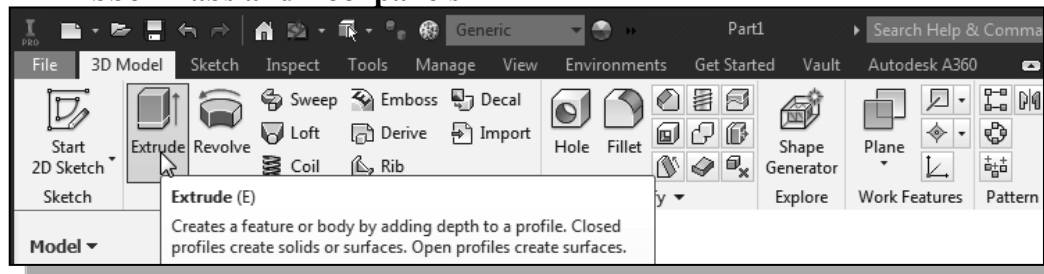 PRO Generic Part1 Search Help & Comma
File 3D Model Sketch Inspect Tools Manage View Environments Get Started Vault Autodesk A360
Start
2D Sketch
Extrude
Revolve
Sweep Emboss Decal
Loft Derive Import
Coil Rib
Hole Fillet
Shape
Generator
Plane
Sketch
Explore Work Features Pattern
Extrude (E)
Creates a feature or body by adding depth to a profile. Closed
profiles create solids or surfaces. Open profiles create surfaces.
Model